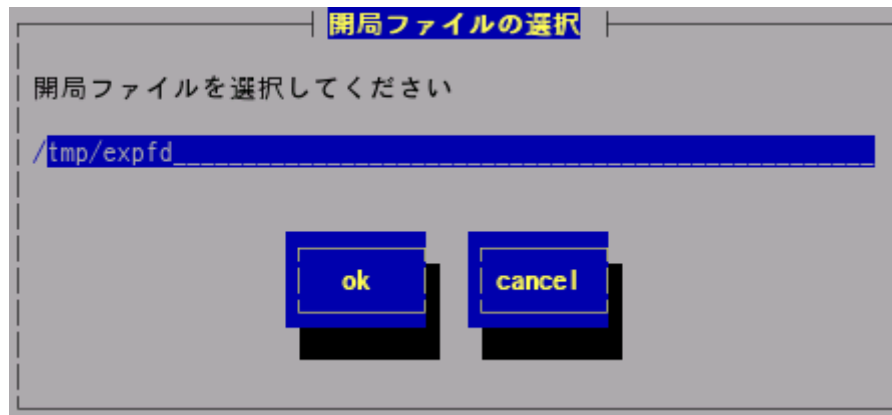 開局ファイルの選択
開局ファイルを選択してください
/tmp/expfd______________________________________________________
ok
cancel